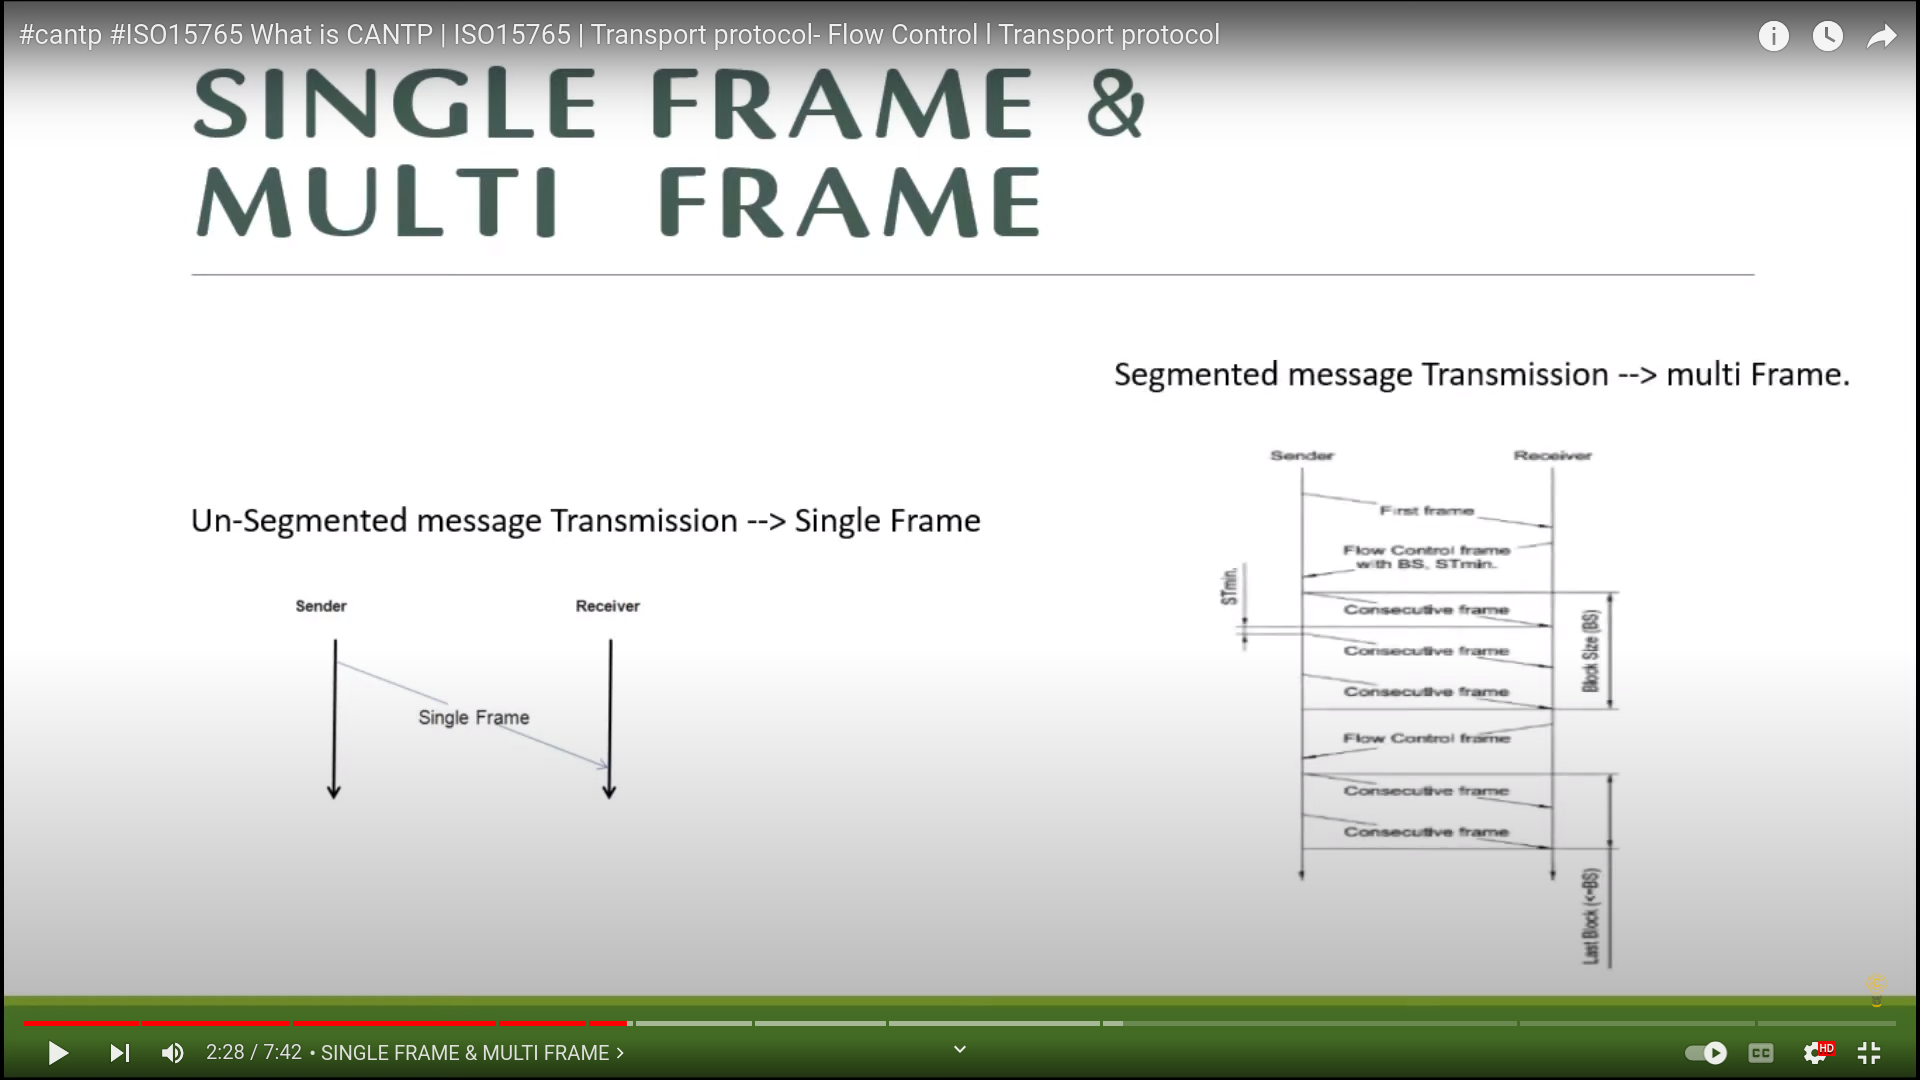 #cantp #ISO15765 What is CANTP | ISO15765 | Transport protocol- Flow Control l Transport protocol
SINGLE FRAME &
MULTI FRAME
Segmented message Transmission --> multi Frame.
Un-Segmented message Transmission --> Single Frame
Sender
Receiver
Single Frame
Sender
Receiver
First frame
Flow Control frame
with BS, STmin.
STmin.
Consecutive frame
Consecutive frame
Consecutive frame
Block Size (BS)
Flow Control frame
Consecutive frame
Consecutive frame
Last Block (<=BS)
2:28 / 7:42 • SINGLE FRAME & MULTI FRAME >
CC
HD